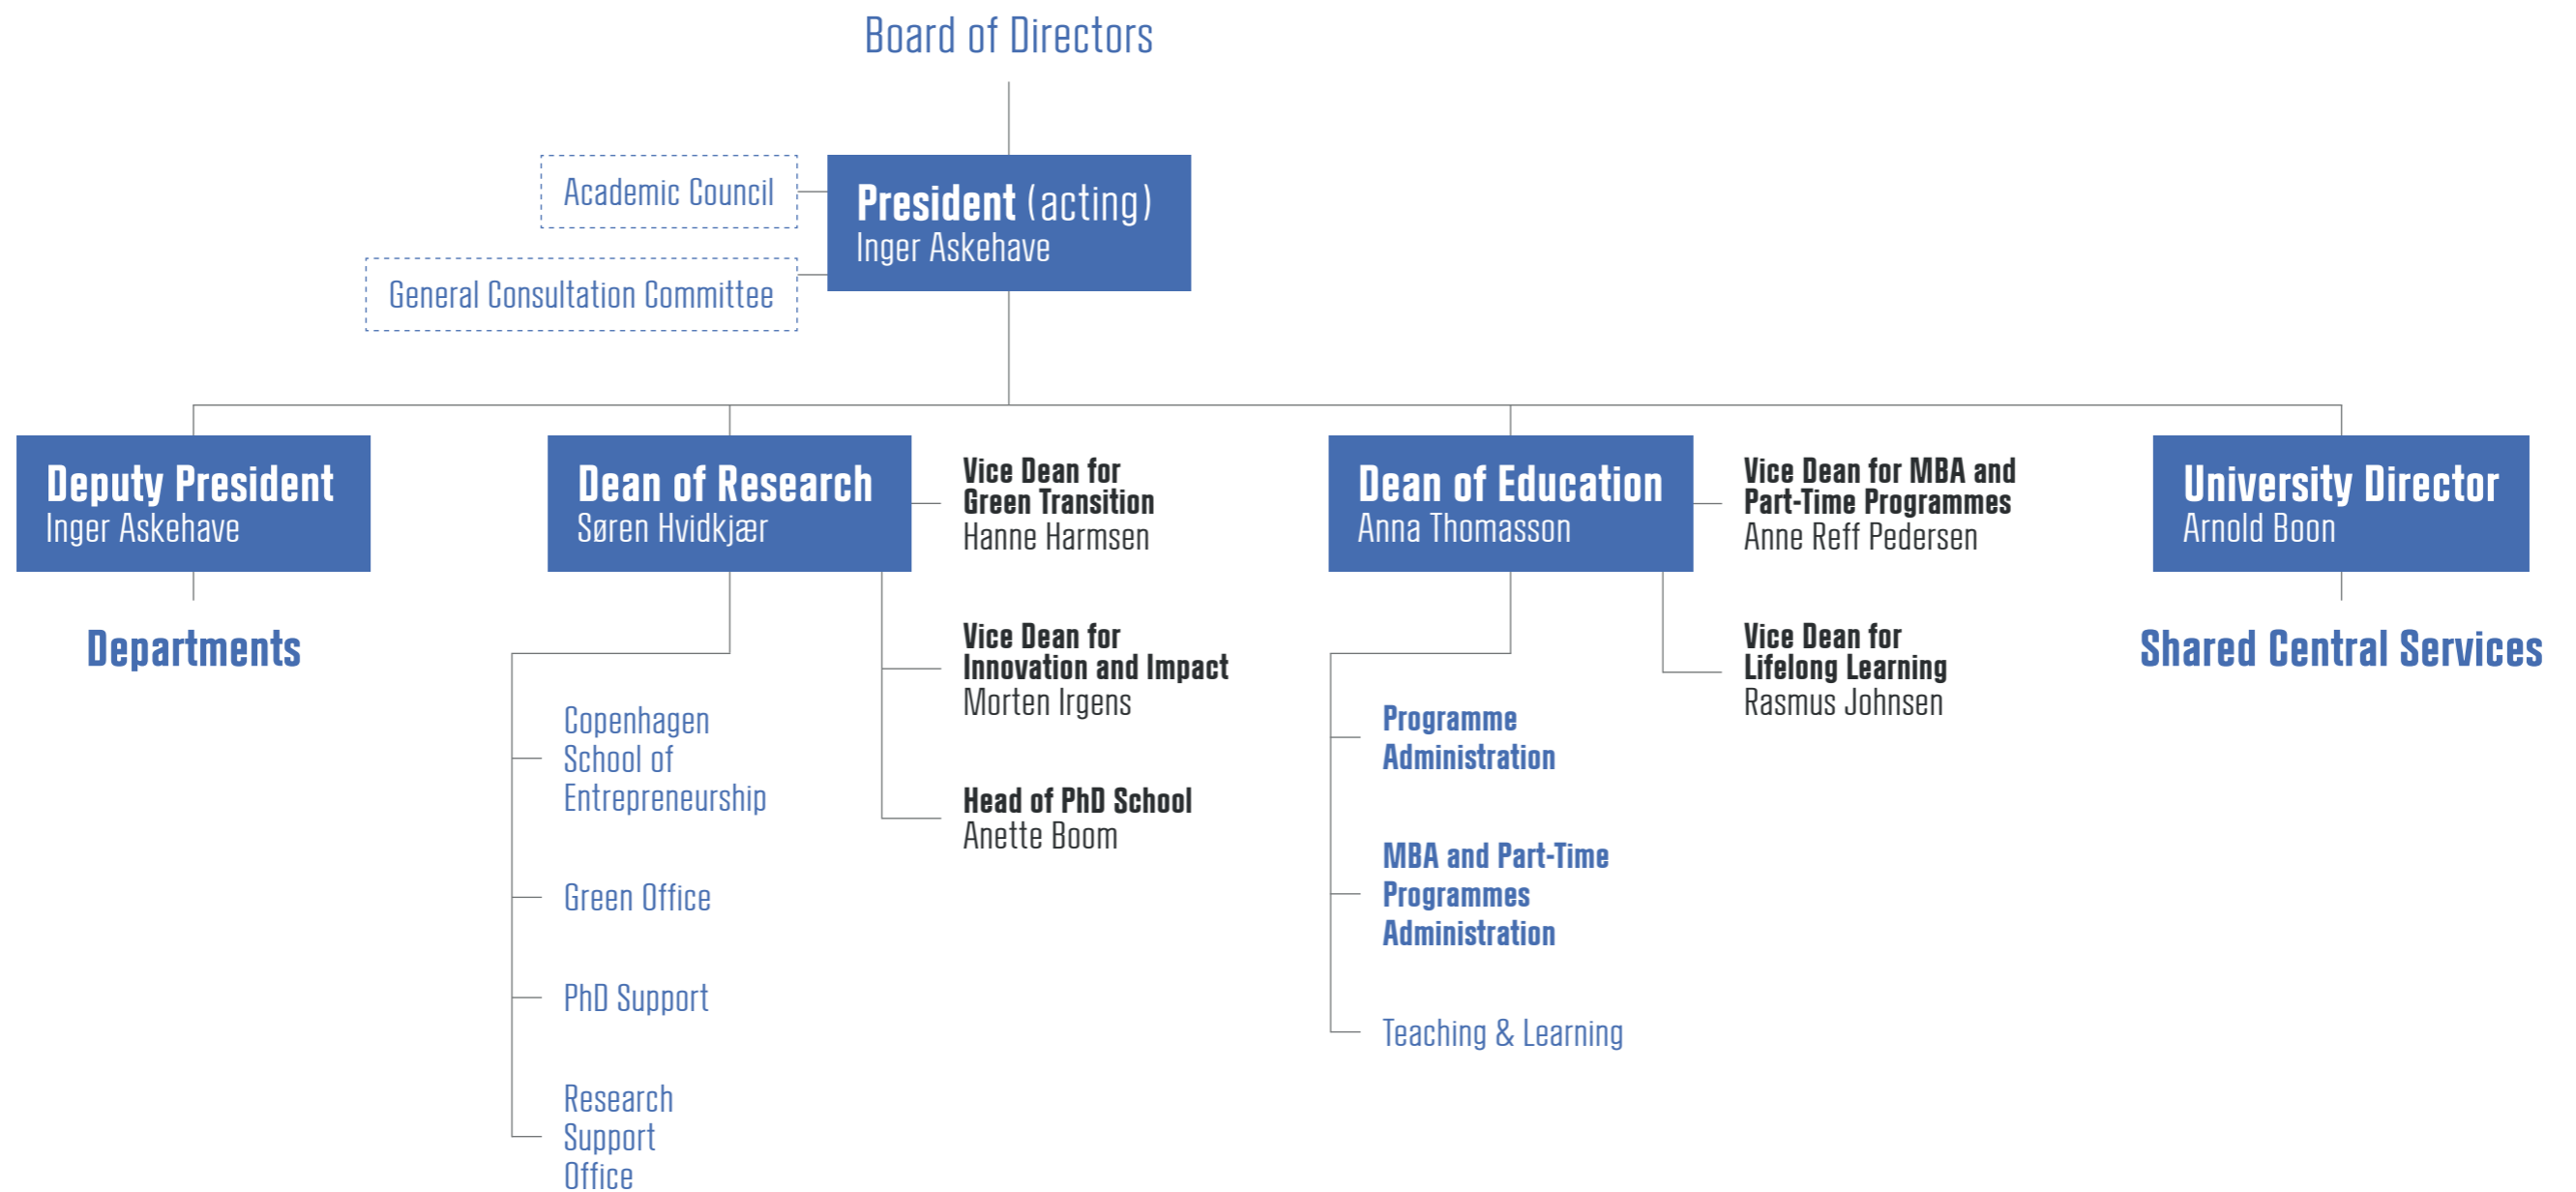 Board of Directors
Academic Council
President (acting)
Inger Askehave
General Consultation Committee
Deputy President
Inger Askehave
Departments
Dean of Research
Søren Hvidkjær
Vice Dean for
Green Transition
Hanne Harmsen
Vice Dean for
Innovation and Impact
Morten Irgens
Head of PhD School
Anette Boom
Copenhagen
School of
Entrepreneurship
Green Office
PhD Support
Research
Support
Office
Dean of Education
Anna Thomasson
Vice Dean for MBA and
Part-Time Programmes
Anne Reff Pedersen
Vice Dean for
Lifelong Learning
Rasmus Johnsen
Programme
Administration
MBA and Part-Time
Programmes
Administration
Teaching & Learning
University Director
Arnold Boon
Shared Central Services